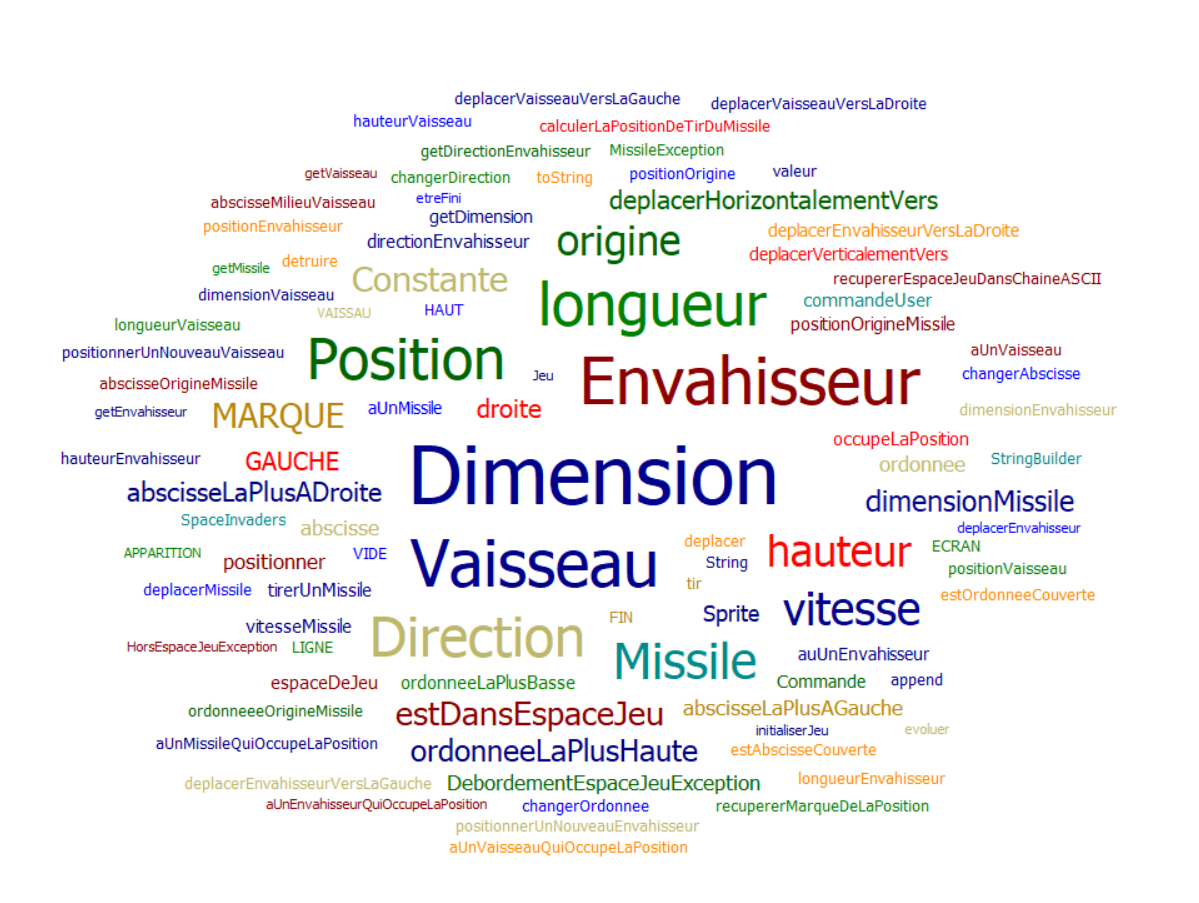 deplacerVaisseauVersLaGauche deplacerVaisseauVersLaDroite
hauteurVaisseau calculerLaPositionDeTirDuMissile
getDirectionEnvahisseur MissileException
getVaisseau changerDirection toString positionOrigine valeur
abscisseMilieuVaisseau etreFini deplacerHorizontalementVers
positionEnvahisseur getDimension deplacerEnvahisseurVersLaDroite
directionEnvahisseur origine deplacerVerticalementVers
getMissile detruire Constante recupererEspaceJeuDansChaineASCII
dimensionVaisseau VAISSAU HAUT longueur commandeUser
longueurVaisseau positionOrigineMissile
positionnerUnNouveauVaisseau Position aUnVaisseau
abscisseOrigineMissile Jeu Envahisseur changerAbscisse
getEnvahisseur MARQUE aUnMissile droite dimensionEnvahisseur
hauteurEnvahisseur GAUCHE occupeLaPosition
ordonnee StringBuilder
abscisseLaPlusADroite Dimension dimensionMissile
SpaceInvaders abscisse deplacerEnvahisseur
APPARITION positionner VIDE Vaisseau deplacer hauteur ECRAN
String positionVaisseau
deplacerMissile tirerUnMissile tir estOrdonneeCouverte
vitesseMissile Direction FIN Sprite vitesse
HorsEspaceJeuException LIGNE Missile auUnEnvahisseur
espaceDeJeu ordonneeLaPlusBasse Commande append
ordonneeeOrigineMissile estDansEspaceJeu abscisseLaPlusAGauche
aUnMissileQuiOccupeLaPosition ordonneeLaPlusHaute initialiserJeu evoluer
estAbscisseCouverte
deplacerEnvahisseurVersLaGauche DebordementEspaceJeuException longueurEnvahisseur
aUnEnvahisseurQuiOccupeLaPosition changerOrdonnee recupererMarqueDeLaPosition
positionnerUnNouveauEnvahisseur
aUnVaisseauQuiOccupeLaPosition